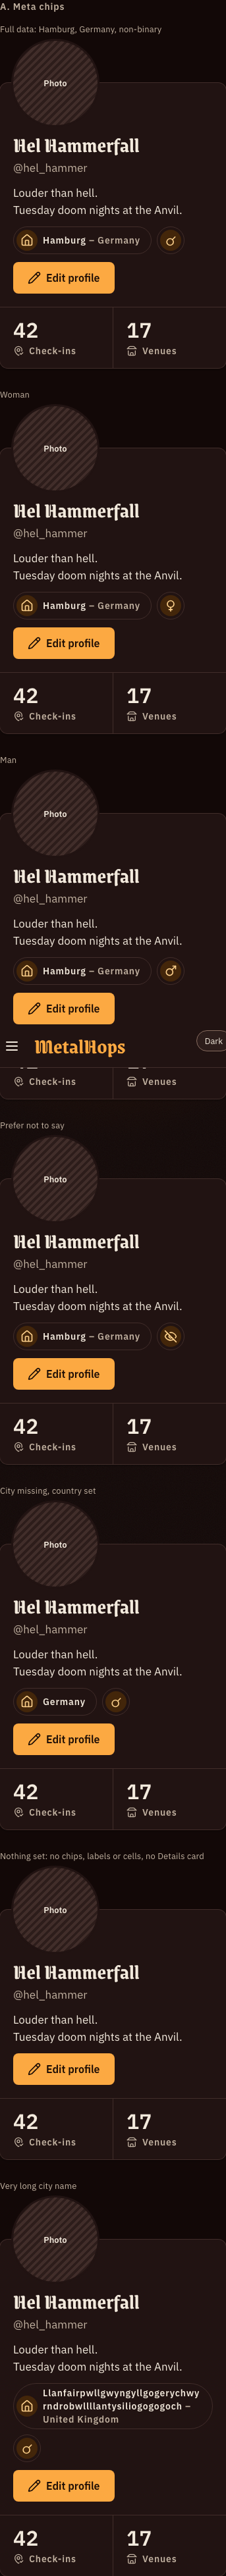 A. Meta chips
Full data: Hamburg, Germany, non-binary
Photo
Hel Hammerfall
@hel_hammer
Louder than hell.
Tuesday doom nights at the Anvil.
Hamburg – Germany
Edit profile
42
17
Check-ins
Venues
Woman
Photo
Hel Hammerfall
@hel_hammer
Louder than hell.
Tuesday doom nights at the Anvil.
Hamburg – Germany
Edit profile
42
17
Check-ins
Venues
Man
Photo
Hel Hammerfall
@hel_hammer
Louder than hell.
Tuesday doom nights at the Anvil.
Hamburg – Germany
Edit profile
MetalHops
Dark
Check-ins
Venues
Prefer not to say
Photo
Hel Hammerfall
@hel_hammer
Louder than hell.
Tuesday doom nights at the Anvil.
Hamburg – Germany
Edit profile
42
17
Check-ins
Venues
City missing, country set
Photo
Hel Hammerfall
@hel_hammer
Louder than hell.
Tuesday doom nights at the Anvil.
Germany
Edit profile
42
17
Check-ins
Venues
Nothing set: no chips, labels or cells, no Details card
Photo
Hel Hammerfall
@hel_hammer
Louder than hell.
Tuesday doom nights at the Anvil.
Edit profile
42
17
Check-ins
Venues
Very long city name
Photo
Hel Hammerfall
@hel_hammer
Louder than hell.
Tuesday doom nights at the Anvil.
Llanfairpwllgwyngyllgogerychwy
rndrobwllllantysiliogogogoch –
United Kingdom
Edit profile
42
17
Check-ins
Venues